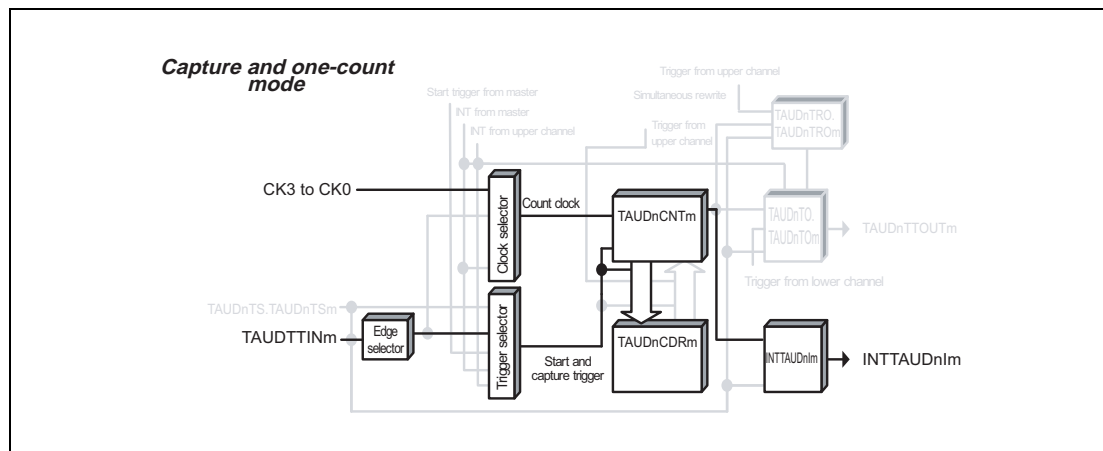 Capture and one-count
mode
Trigger from upper channel
Start trigger from master
Simultaneous rewrite
INT from master
INT from upper channel
Trigger from
upper channel
TAUDnTRO.
TAUDnTROm
CK3 to CK0
Clock selector
Count clock
TAUDnCNTm
TAUDnTO.
TAUDnTOm
TAUDnTTOUTm
Trigger from lower channel
TAUDnTS.TAUDnTSm
TAUDTTINm
Edge
selector
Trigger selector
Start and
capture trigger
TAUDnCDRm
INTTAUDnIm
INTTAUDnIm